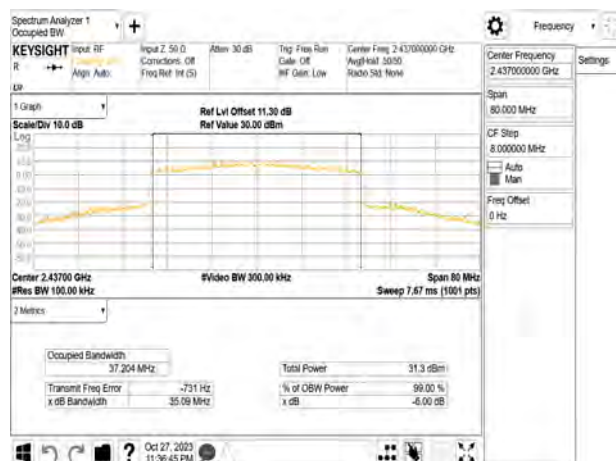 Spectrum Analyzer 1
Occupied BW
Frequency
KEYSIGHT
Input: RF
Input Z: 50 Ω
Atten: 30 dB
Trig: Free Run
Center Freq: 2.437000000 GHz
R
Corrections: Off
Gate: Off
Avg|Hold: 50/50
Align: Auto
Freq Ref: Int (S)
#IF Gain: Low
Radio Std: None
Center Frequency
2.437000000 GHz
Settings
Span
80.000 MHz
CF Step
8.000000 MHz
Auto
Man
Freq Offset
0 Hz
1 Graph
Ref Lvl Offset 11.30 dB
Scale/Div 10.0 dB
Ref Value 30.00 dBm
Log
Center 2.43700 GHz
#Video BW 300.00 kHz
Span 80 MHz
#Res BW 100.00 kHz
Sweep 7.67 ms (1001 pts)
2 Metrics
Occupied Bandwidth
37.204 MHz
Total Power
31.3 dBm
Transmit Freq Error
-731 Hz
% of OBW Power
99.00 %
x dB Bandwidth
35.09 MHz
x dB
-6.00 dB
?
Oct 27, 2023
11:36:45 PM